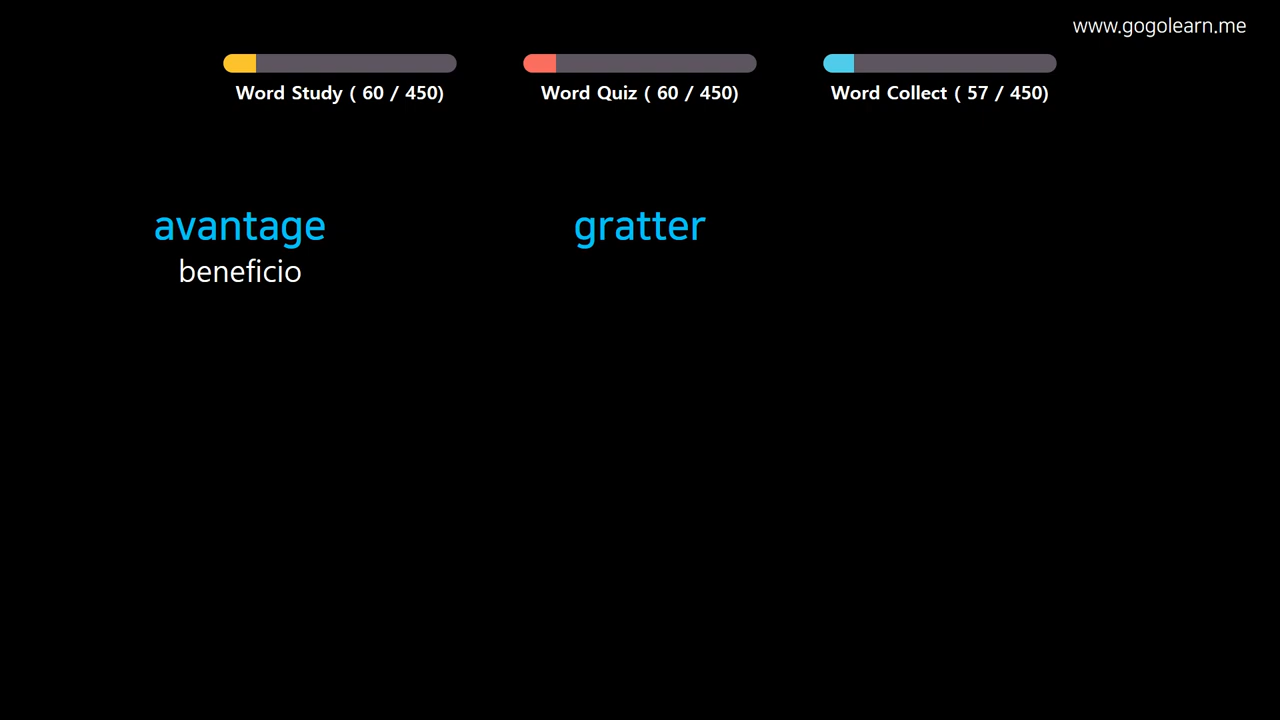 www.gogolearn.me
Word Study ( 60 / 450)
Word Quiz ( 60 / 450)
Word Collect ( 57 / 450)
avantage
beneficio
gratter